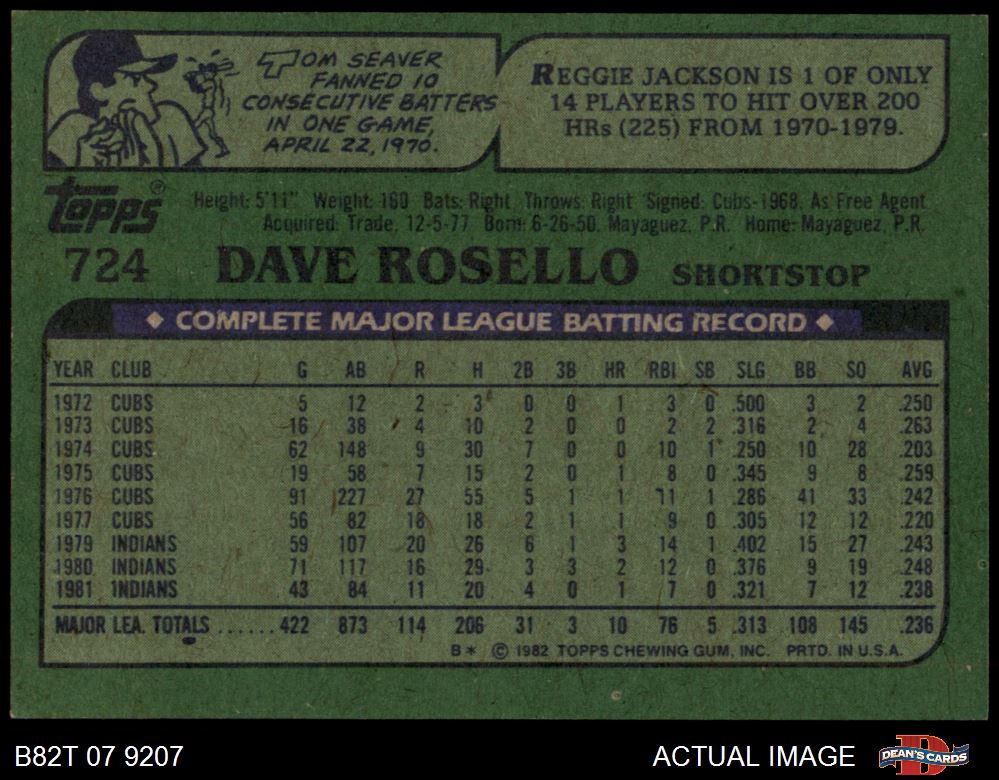 TOM SEAVER
FANNED 10
CONSECUTIVE BATTERS
IN ONE GAME,
APRIL 22, 1970.
REGGIE JACKSON IS 1 OF ONLY
14 PLAYERS TO HIT OVER 200
HRs (225) FROM 1970-1979.
topps®
Height: 5'11" Weight: 160 Bats: Right Throws: Right Signed: Cubs-1968, As Free Agent
Acquired: Trade, 12-5-77 Born: 6-26-50, Mayaguez, P.R. Home: Mayaguez, P.R.
724 DAVE ROSELLO SHORTSTOP
◆ COMPLETE MAJOR LEAGUE BATTING RECORD ◆
YEAR CLUB G AB R H 2B 3B HR RBI SB SLG BB SO AVG
1972 CUBS 5 12 2 3 0 0 1 3 0 .500 3 2 .250
1973 CUBS 16 38 4 10 2 0 0 2 2 .316 2 4 .263
1974 CUBS 62 148 9 30 7 0 0 10 1 .250 10 28 .203
1975 CUBS 19 58 7 15 2 0 1 8 0 .345 9 8 .259
1976 CUBS 91 227 27 55 5 1 1 11 1 .286 41 33 .242
1977 CUBS 56 82 18 18 2 1 1 9 0 .305 12 12 .220
1979 INDIANS 59 107 20 26 6 1 3 14 1 .402 15 27 .243
1980 INDIANS 71 117 16 29 3 3 2 12 0 .376 9 19 .248
1981 INDIANS 43 84 11 20 4 0 1 7 0 .321 7 12 .238
MAJOR LEA. TOTALS ......422 873 114 206 31 3 10 76 5 .313 108 145 .236
B* © 1982 TOPPS CHEWING GUM, INC. PRTD. IN U.S.A.
B82T 07 9207
ACTUAL IMAGE
DEAN'S CARDS